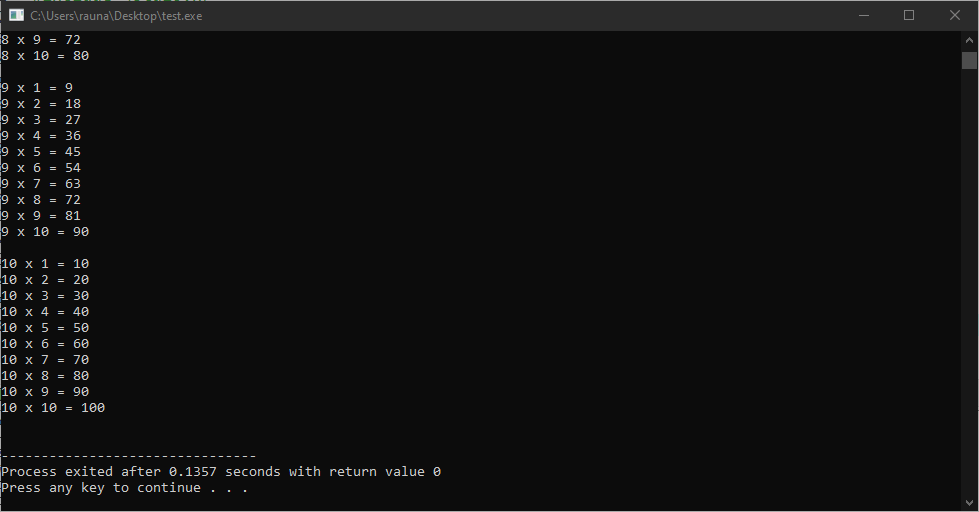 C:\Users\rauna\Desktop\test.exe
8 x 9 = 72
8 x 10 = 80
9 x 1 = 9
9 x 2 = 18
9 x 3 = 27
9 x 4 = 36
9 x 5 = 45
9 x 6 = 54
9 x 7 = 63
9 x 8 = 72
9 x 9 = 81
9 x 10 = 90
10 x 1 = 10
10 x 2 = 20
10 x 3 = 30
10 x 4 = 40
10 x 5 = 50
10 x 6 = 60
10 x 7 = 70
10 x 8 = 80
10 x 9 = 90
10 x 10 = 100
--------------------------------
Process exited after 0.1357 seconds with return value 0
Press any key to continue . . .